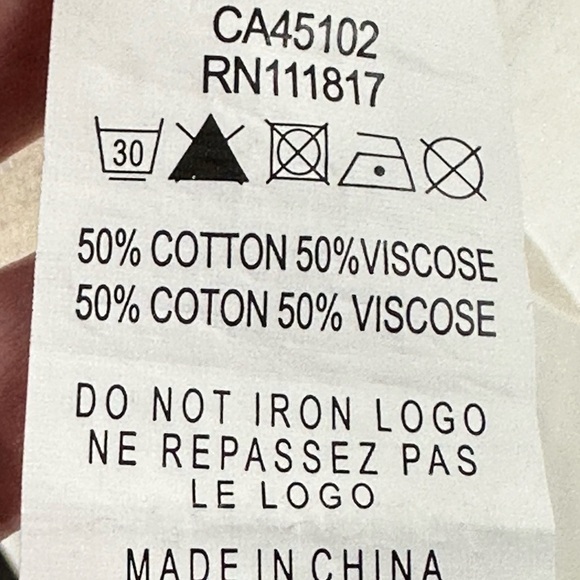 CA45102
RN111817
30
50% COTTON 50%VISCOSE
50% COTON 50% VISCOSE
DO NOT IRON LOGO
NE REPASSEZ PAS
LE LOGO
MADE IN CHINA